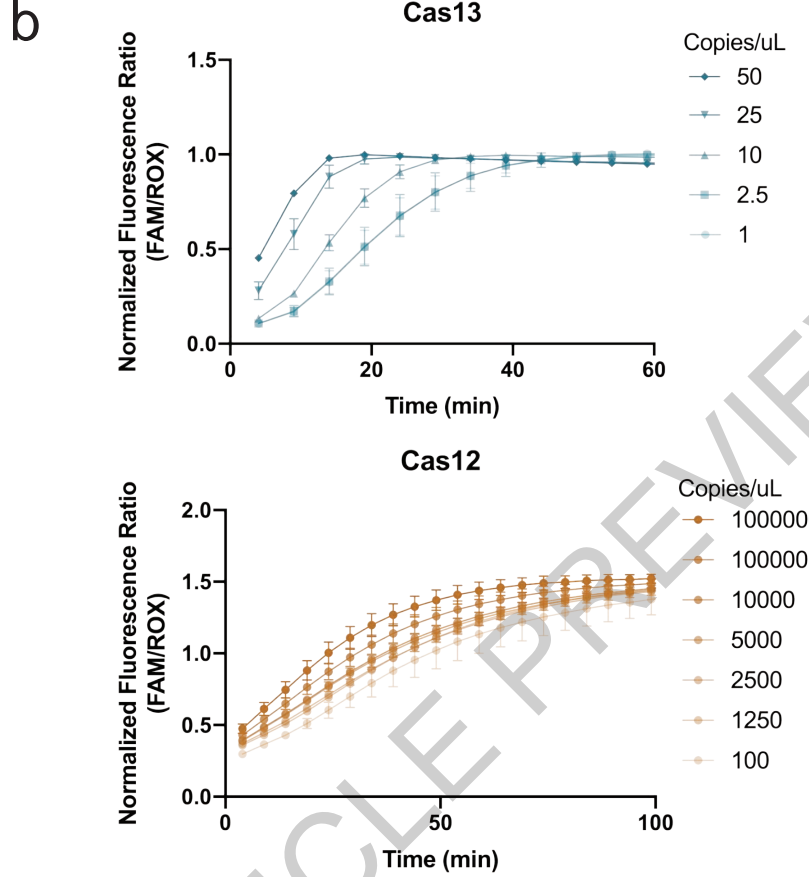 b
Cas13
Normalized Fluorescence Ratio
(FAM/ROX)
1.5
1.0
0.5
0.0
0
20
40
60
Time (min)
Copies/uL
50
25
10
2.5
1
Cas12
Normalized Fluorescence Ratio
(FAM/ROX)
2.0
1.5
1.0
0.5
0.0
0
50
100
Time (min)
Copies/uL
100000
100000
10000
5000
2500
1250
100
CLE PREVIE